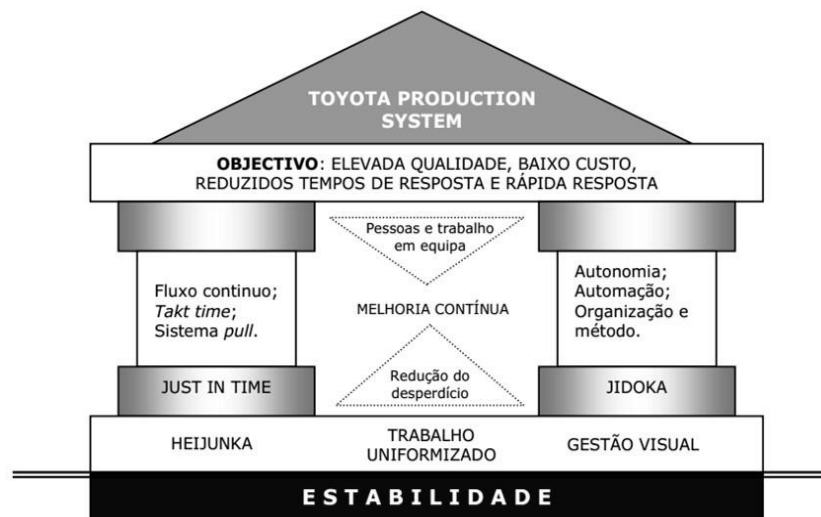 TOYOTA PRODUCTION
SYSTEM
OBJECTIVO: ELEVADA QUALIDADE, BAIXO CUSTO,
REDUZIDOS TEMPOS DE RESPOSTA E RÁPIDA RESPOSTA
Fluxo continuo;
Takt time;
Sistema pull.
JUST IN TIME
Pessoas e trabalho
em equipa
MELHORIA CONTÍNUA
Redução do
desperdício
Autonomia;
Automação;
Organização e
método.
JIDOKA
HEIJUNKA
TRABALHO
UNIFORMIZADO
GESTÃO VISUAL
ESTABILIDADE